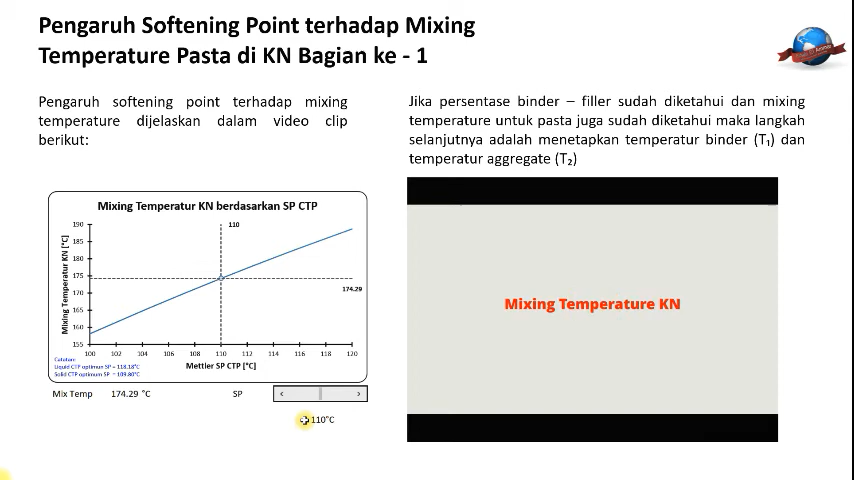 Pengaruh Softening Point terhadap Mixing
Temperature Pasta di KN Bagian ke - 1
Pengaruh softening point terhadap mixing
temperature dijelaskan dalam video clip
berikut:
Jika persentase binder – filler sudah diketahui dan mixing
temperature untuk pasta juga sudah diketahui maka langkah
selanjutnya adalah menetapkan temperatur binder (T₁) dan
temperatur aggregate (T₂)
Mixing Temperatur KN berdasarkan SP CTP
110
190
185
180
175
170
165
160
155
174.29
Mixing Temperatur KN [°C]
100 102 104 106 108 110 112 114 116 118 120
Mettler SP CTP [°C]
Catatan:
Liquid CTP optimun SP = 118.18°C
Solid CTP optimum SP = 109.80°C
Mix Temp 174.29 °C SP
110°C
Mixing Temperature KN